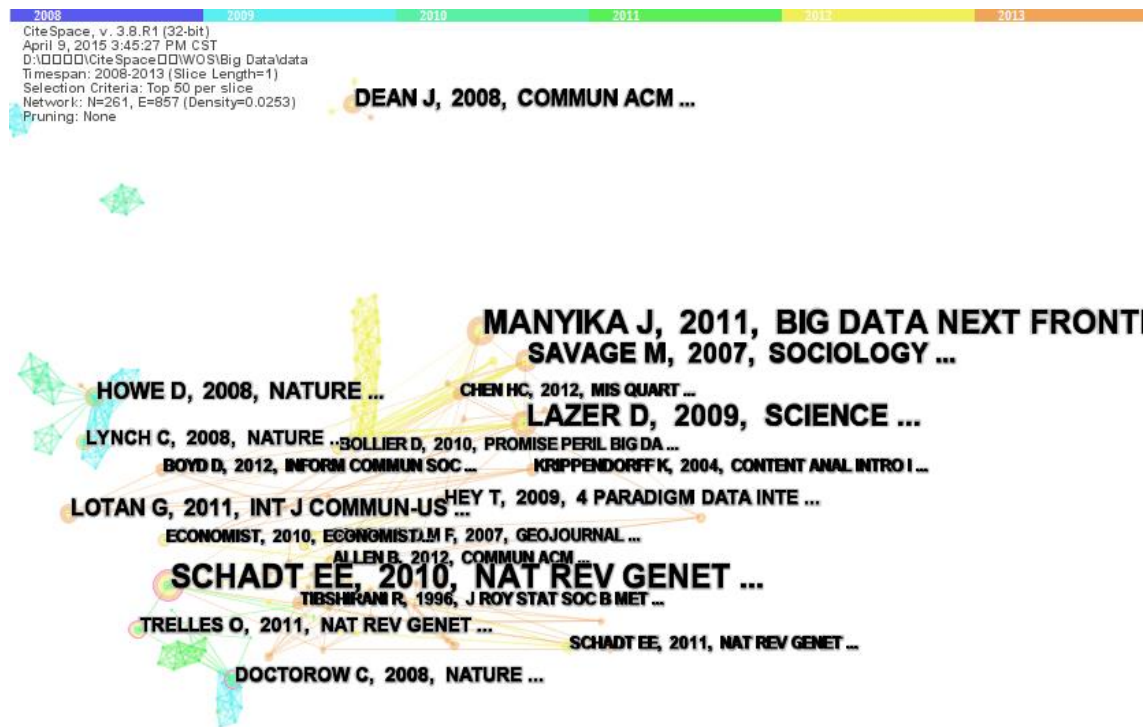 2008 2009 2010 2011 2012 2013
CiteSpace, v. 3.8.R1 (32-bit)
April 9, 2015 3:45:27 PM CST
D:\□□□□\CiteSpace□□\WOS\Big Data\data
Timespan: 2008-2013 (Slice Length=1)
Selection Criteria: Top 50 per slice
Network: N=261, E=857 (Density=0.0253)
Pruning: None
DEAN J, 2008, COMMUN ACM ...
MANYIKA J, 2011, BIG DATA NEXT FRONTI
SAVAGE M, 2007, SOCIOLOGY ...
HOWE D, 2008, NATURE ...
CHEN HC, 2012, MIS QUART ...
LAZER D, 2009, SCIENCE ...
LYNCH C, 2008, NATURE ...
BOLLIER D, 2010, PROMISE PERIL BIG DA ...
BOYD D, 2012, INFORM COMMUN SOC ...
KRIPPENDORFF K, 2004, CONTENT ANAL INTRO I ...
HEY T, 2009, 4 PARADIGM DATA INTE ...
LOTAN G, 2011, INT J COMMUN-US ...
ECONOMIST, 2010, ECONOMIST ...
M F, 2007, GEOJOURNAL ...
ALLEN B, 2012, COMMUN ACM ...
SCHADT EE, 2010, NAT REV GENET ...
TIBSHIRANI R, 1996, J ROY STAT SOC B MET ...
TRELLES O, 2011, NAT REV GENET ...
SCHADT EE, 2011, NAT REV GENET ...
DOCTOROW C, 2008, NATURE ...